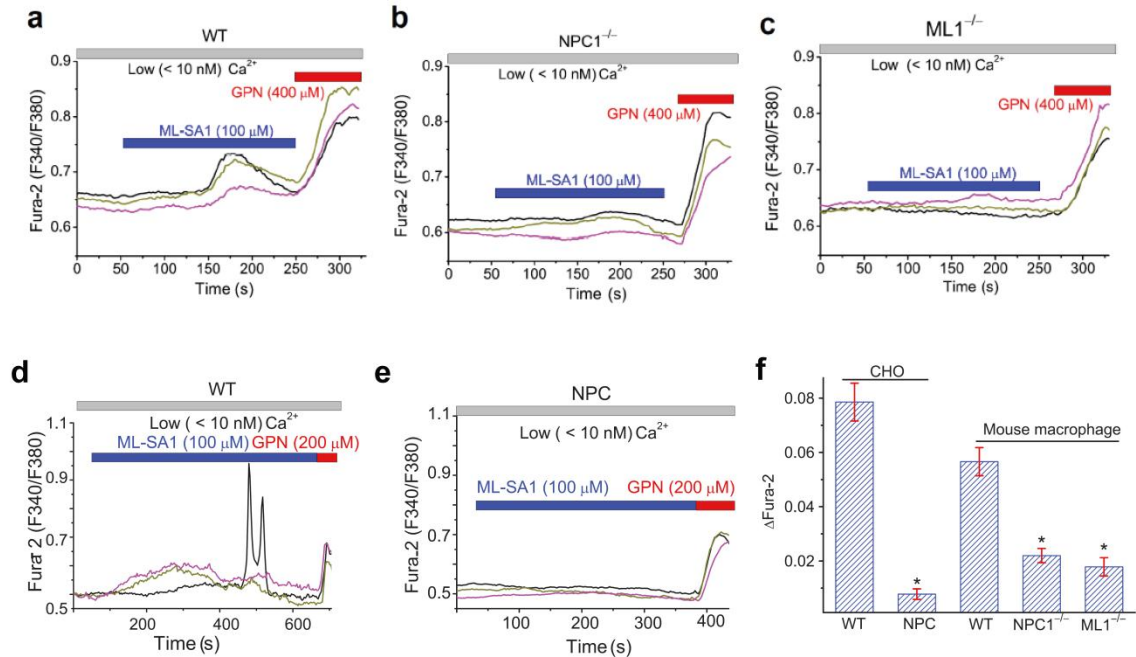 a
WT
Low (< 10 nM) Ca²⁺
GPN (400 μM)
ML-SA1 (100 μM)
Fura-2 (F340/F380)
0.9
0.8
0.7
0.6
0 50 100 150 200 250 300
Time (s)
b
NPC1⁻/⁻
Low (< 10 nM) Ca²⁺
GPN (400 μM)
ML-SA1 (100 μM)
Fura-2 (F340/F380)
0.9
0.8
0.7
0.6
0 50 100 150 200 250 300
Time (s)
c
ML1⁻/⁻
Low (< 10 nM) Ca²⁺
GPN (400 μM)
ML-SA1 (100 μM)
Fura-2 (F340/F380)
0.9
0.8
0.7
0.6
0 50 100 150 200 250 300
Time (s)
d
WT
Low ( < 10 nM) Ca²⁺
ML-SA1 (100 μM) GPN (200 μM)
Fura 2 (F340/F380)
1.1
0.9
0.7
0.5
200 400 600
Time (s)
e
NPC
Low ( < 10 nM) Ca²⁺
ML-SA1 (100 μM) GPN (200 μM)
Fura-2 (F340/F380)
1.1
0.9
0.7
0.5
100 200 300 400
Time (s)
f
CHO
Mouse macrophage
ΔFura-2
0.08
0.06
0.04
0.02
* * *
WT NPC WT NPC1⁻/⁻ ML1⁻/⁻